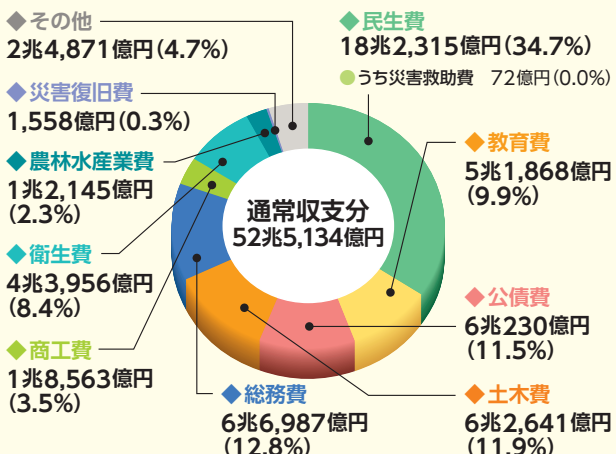 ◆その他
2兆4,871億円(4.7%)
◆災害復旧費
1,558億円(0.3%)
◆農林水産業費
1兆2,145億円
(2.3%)
◆衛生費
4兆3,956億円
(8.4%)
◆商工費
1兆8,563億円
(3.5%)
◆民生費
18兆2,315億円(34.7%)
●うち災害救助費 72億円(0.0%)
◆教育費
5兆1,868億円
(9.9%)
通常収支分
52兆5,134億円
◆公債費
6兆230億円
(11.5%)
◆総務費
6兆6,987億円
(12.8%)
◆土木費
6兆2,641億円
(11.9%)